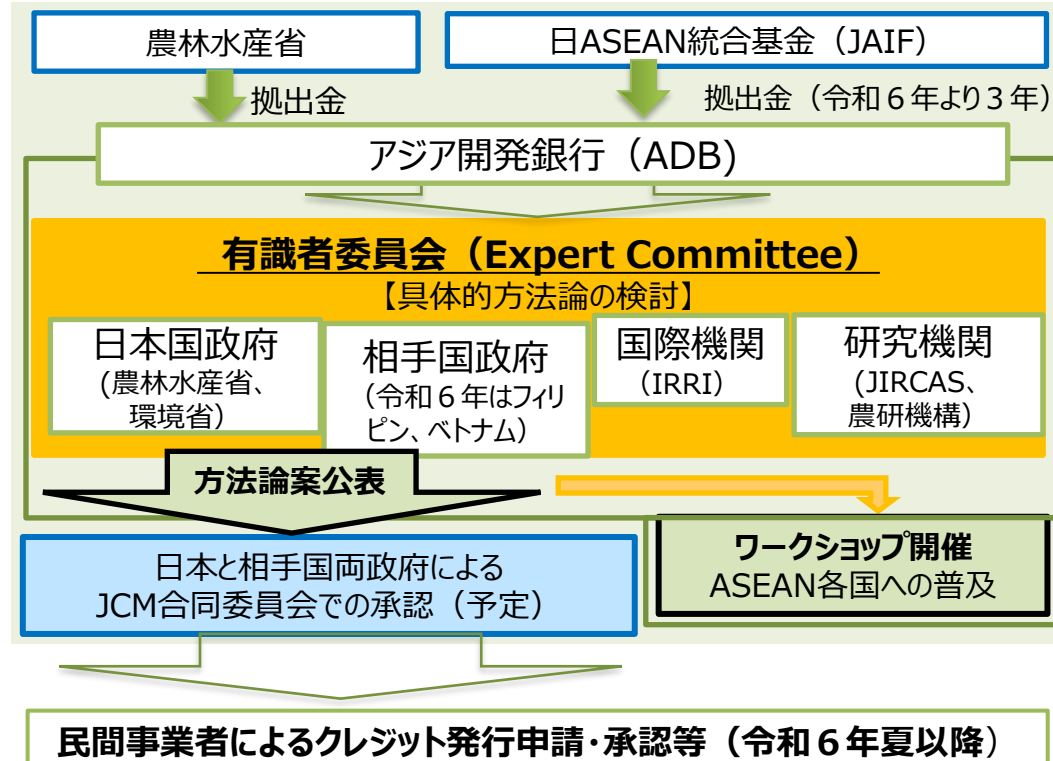 農林水産省
日ASEAN統合基金（JAIF）
拠出金
拠出金（令和６年より３年）
アジア開発銀行（ADB)
有識者委員会（Expert Committee）
【具体的方法論の検討】
日本国政府
(農林水産省、
環境省）
相手国政府
（令和６年はフィリ
ピン、ベトナム）
国際機関
（IRRI）
研究機関
(JIRCAS、
農研機構）
方法論案公表
ワークショップ開催
ASEAN各国への普及
日本と相手国両政府による
JCM合同委員会での承認（予定）
民間事業者によるクレジット発行申請・承認等（令和６年夏以降）